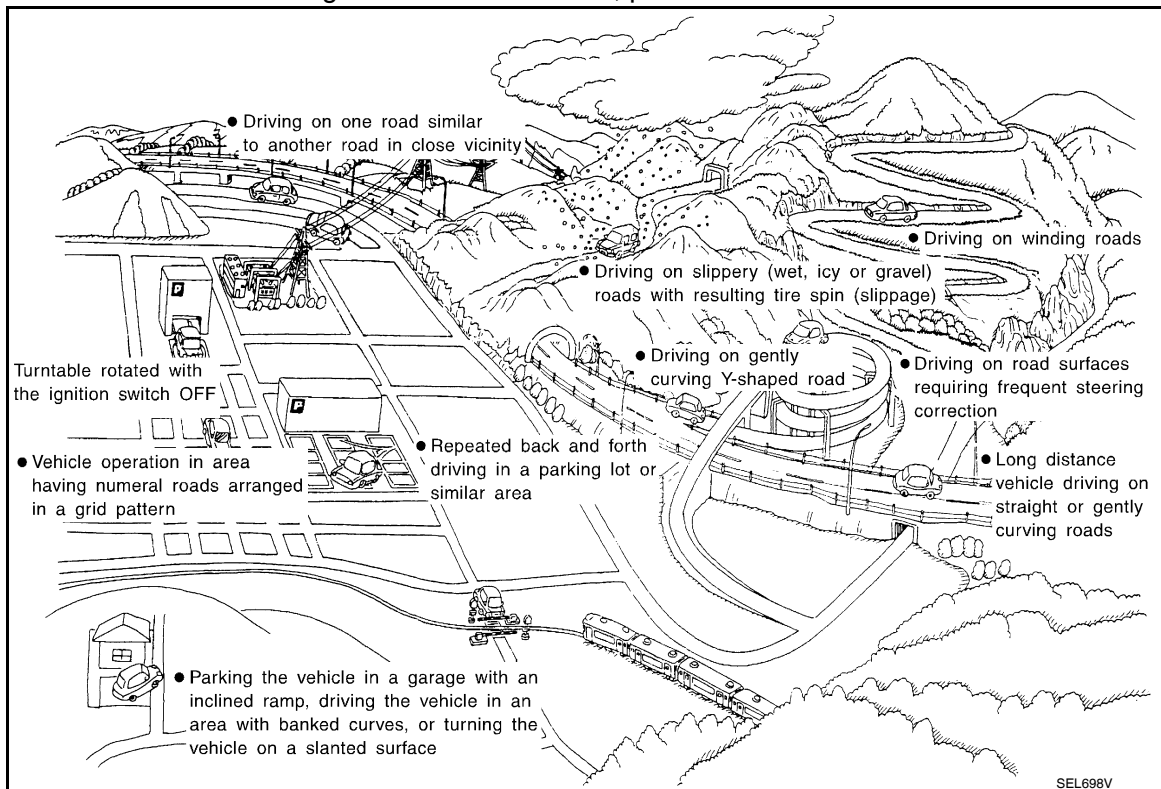 ● Driving on one road similar
to another road in close vicinity
● Driving on winding roads
● Driving on slippery (wet, icy or gravel)
roads with resulting tire spin (slippage)
P
Turntable rotated with
the ignition switch OFF
● Driving on gently
curving Y-shaped road
● Driving on road surfaces
requiring frequent steering
correction
P
● Vehicle operation in area
having numeral roads arranged
in a grid pattern
● Repeated back and forth
driving in a parking lot or
similar area
● Long distance
vehicle driving on
straight or gently
curving roads
● Parking the vehicle in a garage with an
inclined ramp, driving the vehicle in an
area with banked curves, or turning the
vehicle on a slanted surface
SEL698V